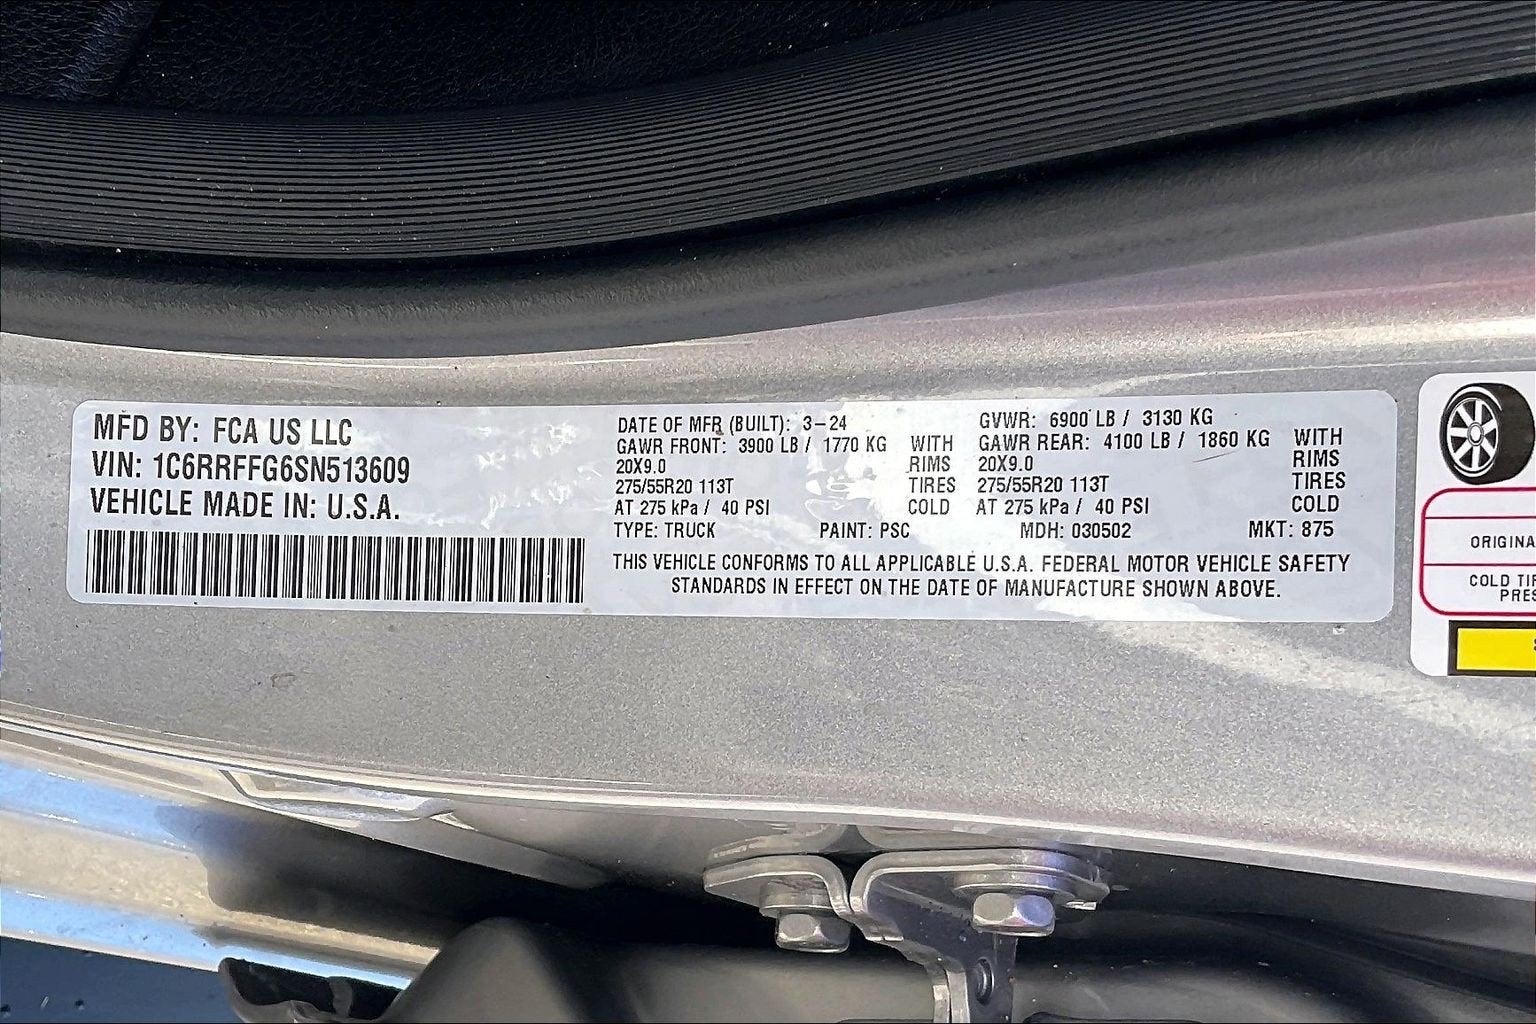 MFD BY: FCA US LLC
VIN: 1C6RRFFG6SN513609
VEHICLE MADE IN: U.S.A.
DATE OF MFR (BUILT): 3-24 GVWR: 6900 LB / 3130 KG
GAWR FRONT: 3900 LB / 1770 KG WITH GAWR REAR: 4100 LB / 1860 KG WITH
20X9.0 RIMS 20X9.0 RIMS
275/55R20 113T TIRES 275/55R20 113T TIRES
AT 275 kPa / 40 PSI COLD AT 275 kPa / 40 PSI COLD
TYPE: TRUCK PAINT: PSC MDH: 030502 MKT: 875
THIS VEHICLE CONFORMS TO ALL APPLICABLE U.S.A. FEDERAL MOTOR VEHICLE SAFETY
STANDARDS IN EFFECT ON THE DATE OF MANUFACTURE SHOWN ABOVE.
ORIGINA
COLD TI
PRES